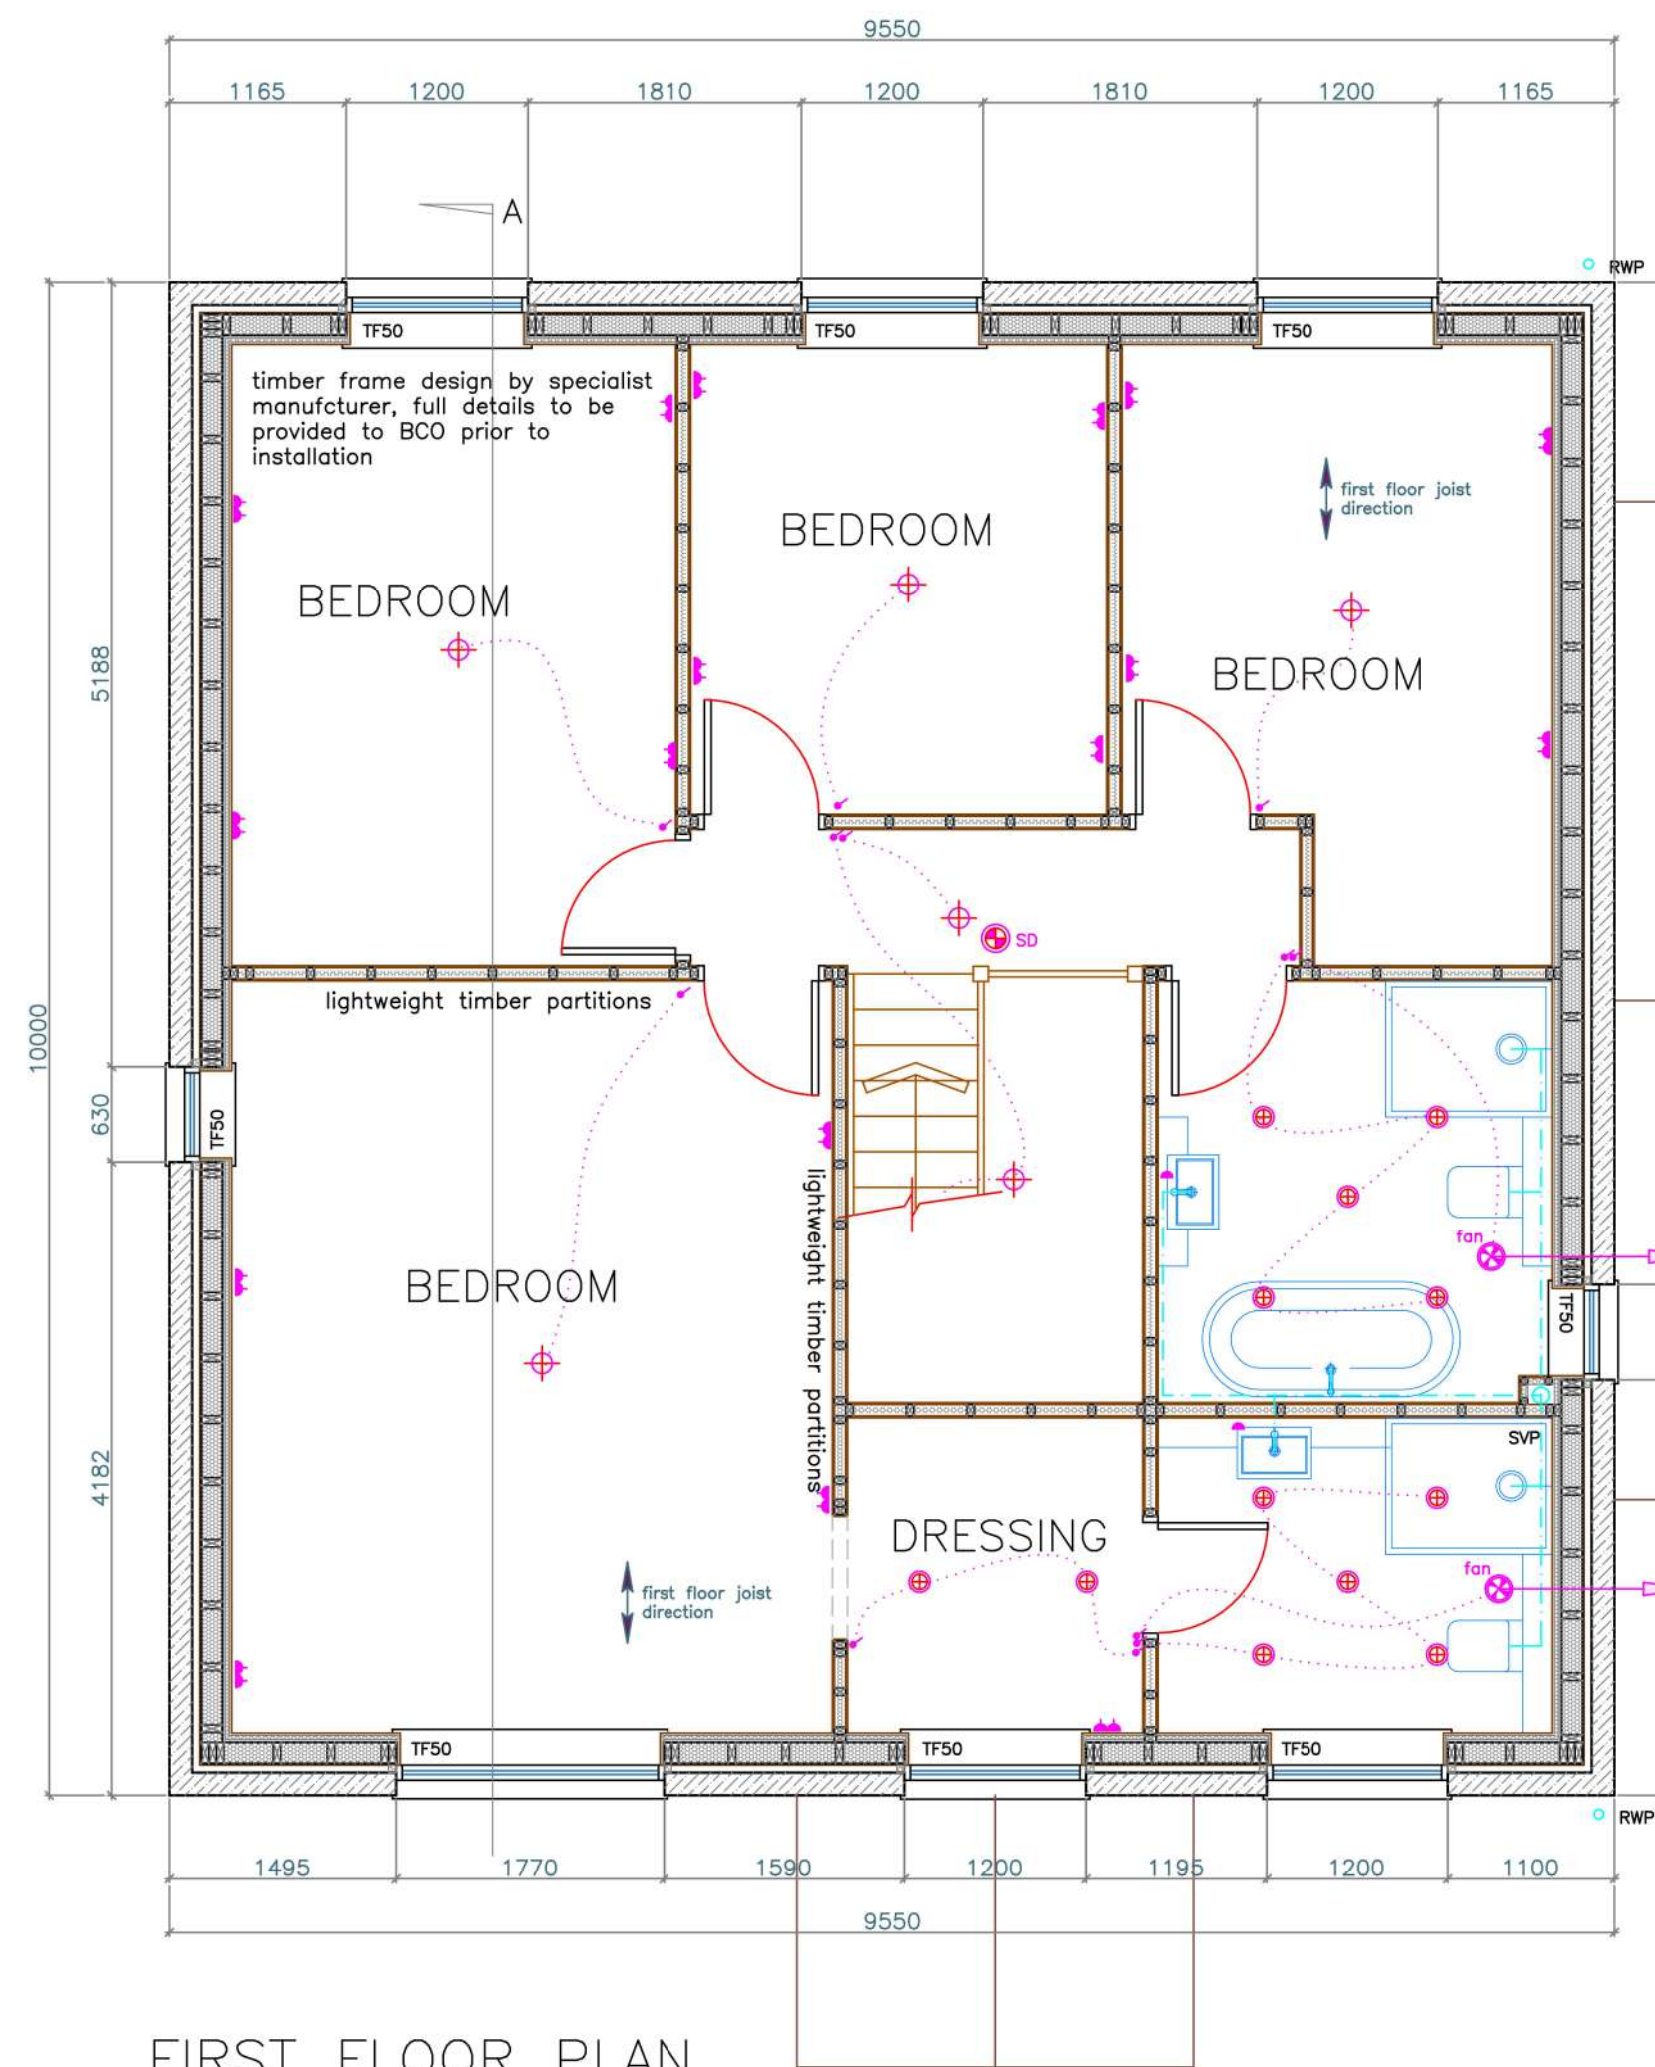 9550
1165 1200 1810 1200 1810 1200 1165
A
RWP
TF50 TF50 TF50
timber frame design by specialist
manufcturer, full details to be
provided to BCO prior to
installation
first floor joist
direction
BEDROOM
BEDROOM
BEDROOM
5188
SD
lightweight timber partitions
10000
630
TF50
lightweight timber partitions
fan
BEDROOM
TF50
SVP
4182
DRESSING
fan
first floor joist
direction
TF50 TF50 TF50
RWP
1495 1770 1590 1200 1195 1200 1100
9550
FIRST FLOOR PLAN